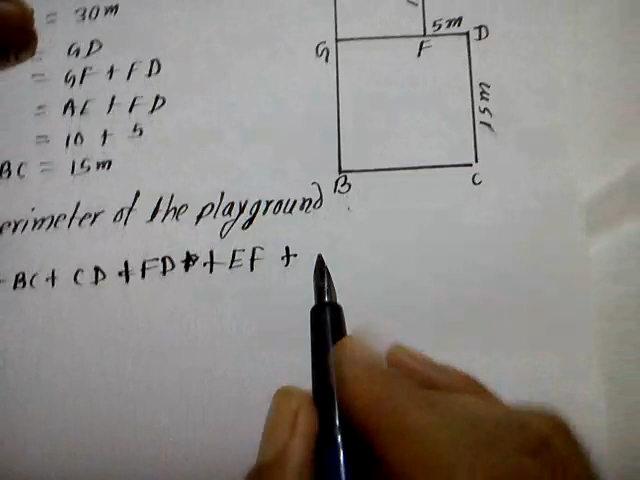 = 30m
= GD
= GF + FD
= AE + FD
= 10 + 5
BC = 15m
erimeter of the playground
BC + CD + FD + EF +
5m
G
F
D
15m
B
C